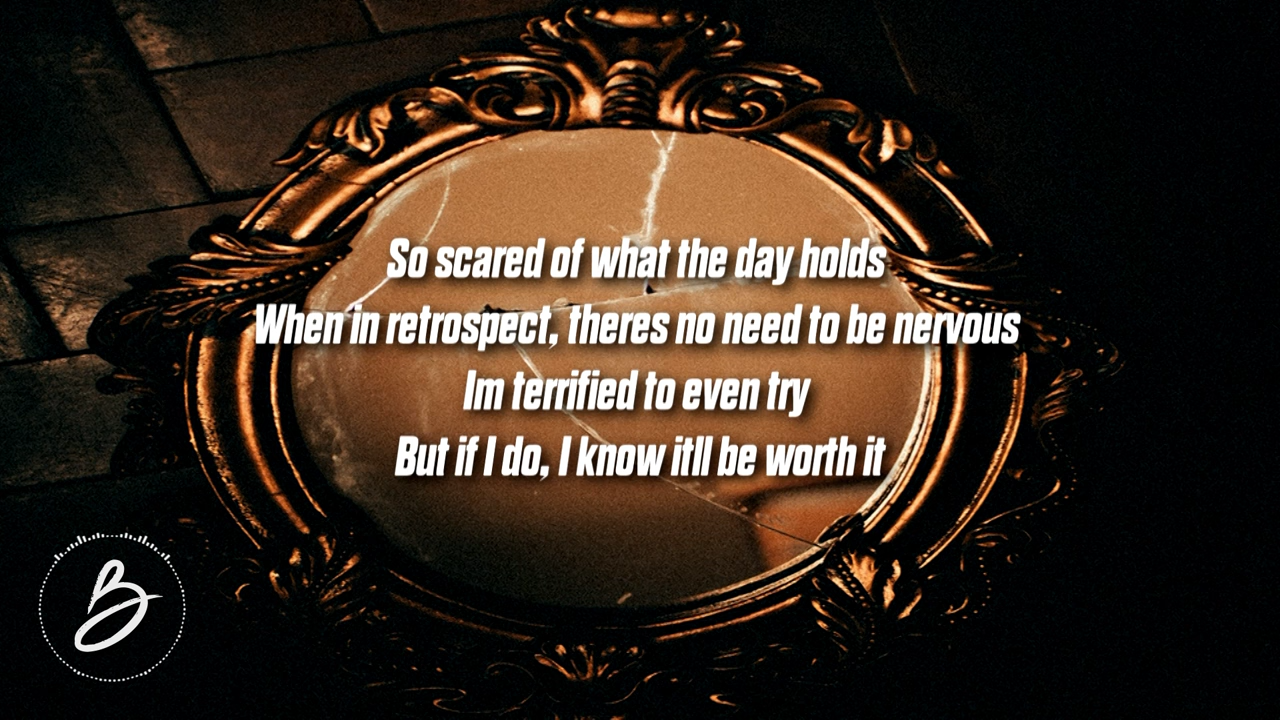 So scared of what the day holds
When in retrospect, theres no need to be nervous
Im terrified to even try
But if I do, I know itll be worth it
B